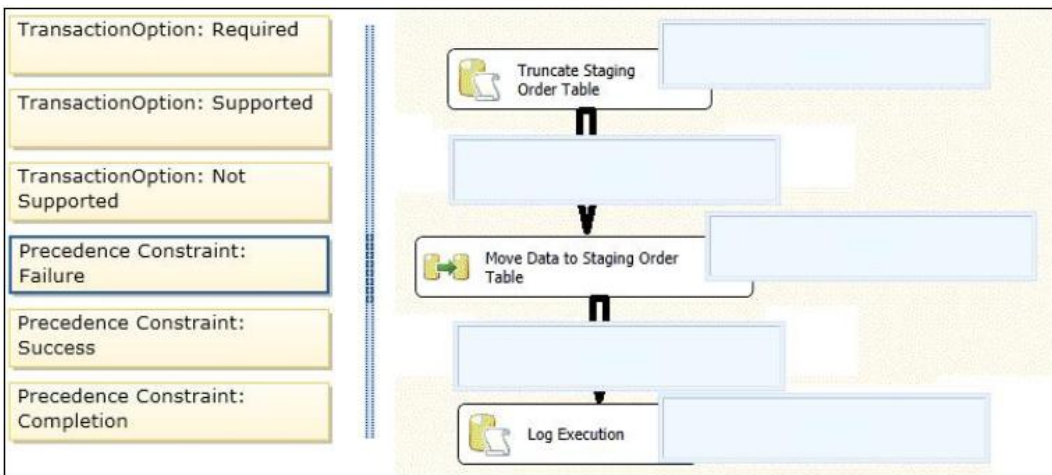 TransactionOption: Required
TransactionOption: Supported
TransactionOption: Not
Supported
Precedence Constraint:
Failure
Precedence Constraint:
Success
Precedence Constraint:
Completion
Truncate Staging
Order Table
Move Data to Staging Order
Table
Log Execution